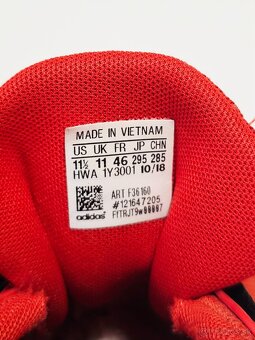 MADE IN VIETNAM
US UK FR JP CHN
11½ 11 46 295 285
HWA 1Y3001 10/18
ART F36160
#121647205
adidas FYTRJT9W00007